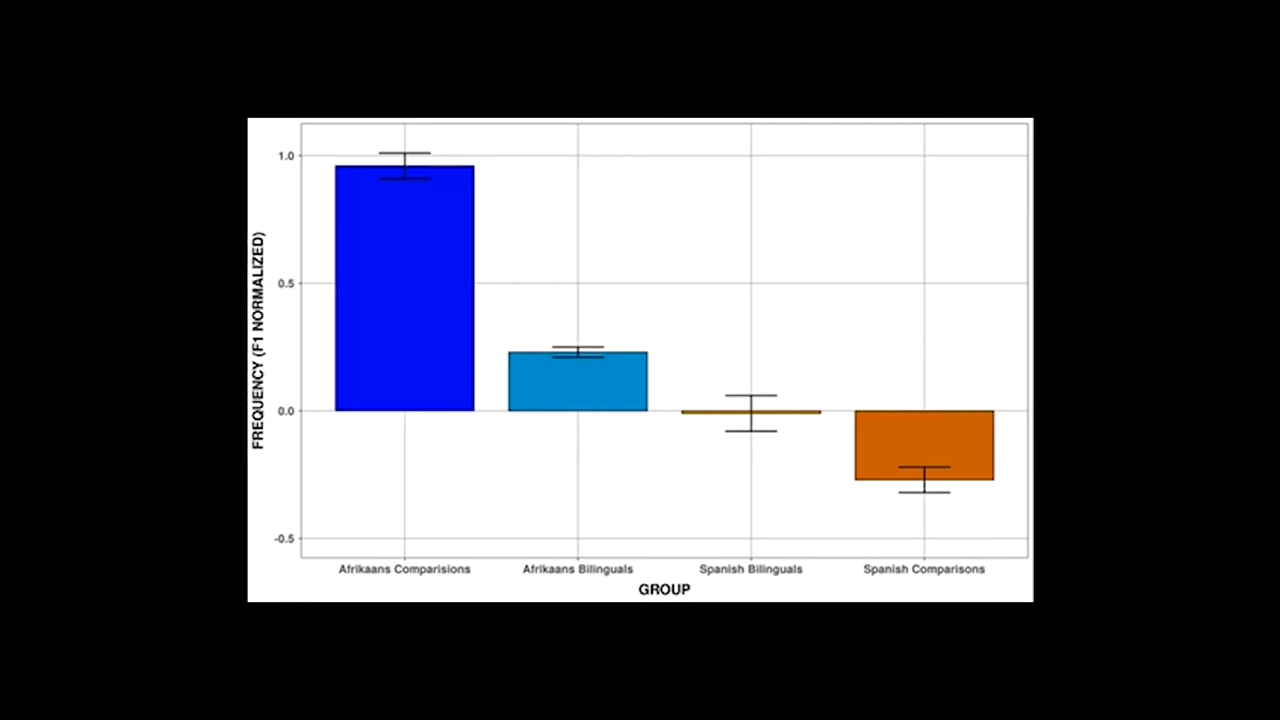 FREQUENCY (F1 NORMALIZED)
1.0
0.5
0.0
-0.5
Afrikaans Comparisions
Afrikaans Bilinguals
Spanish Bilinguals
Spanish Comparisons
GROUP